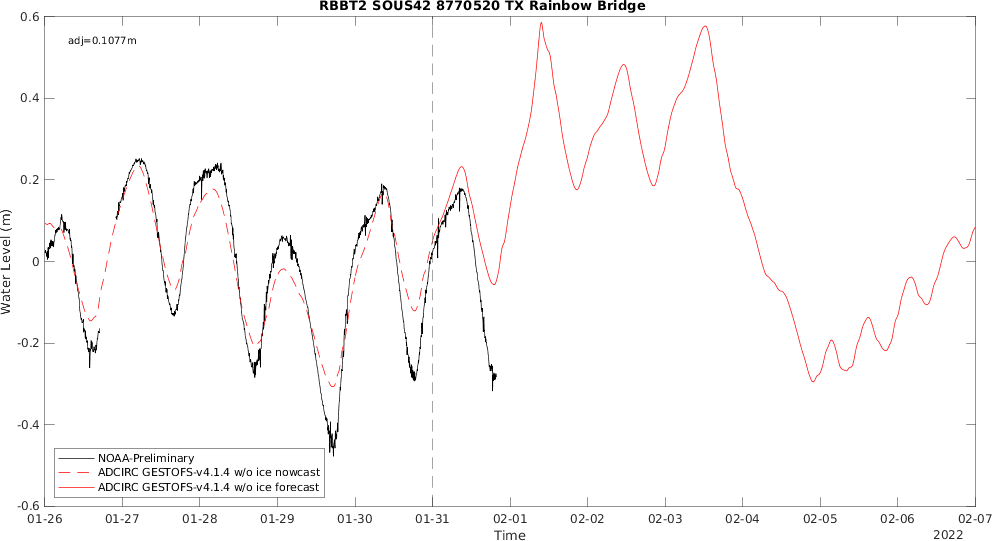 RBBT2 SOUS42 8770520 TX Rainbow Bridge
adj=0.1077m
0.6
0.4
0.2
0
-0.2
-0.4
-0.6
Water Level (m)
NOAA-Preliminary
ADCIRC GESTOFS-v4.1.4 w/o ice nowcast
ADCIRC GESTOFS-v4.1.4 w/o ice forecast
01-26 01-27 01-28 01-29 01-30 01-31 02-01 02-02 02-03 02-04 02-05 02-06 02-07
Time
2022